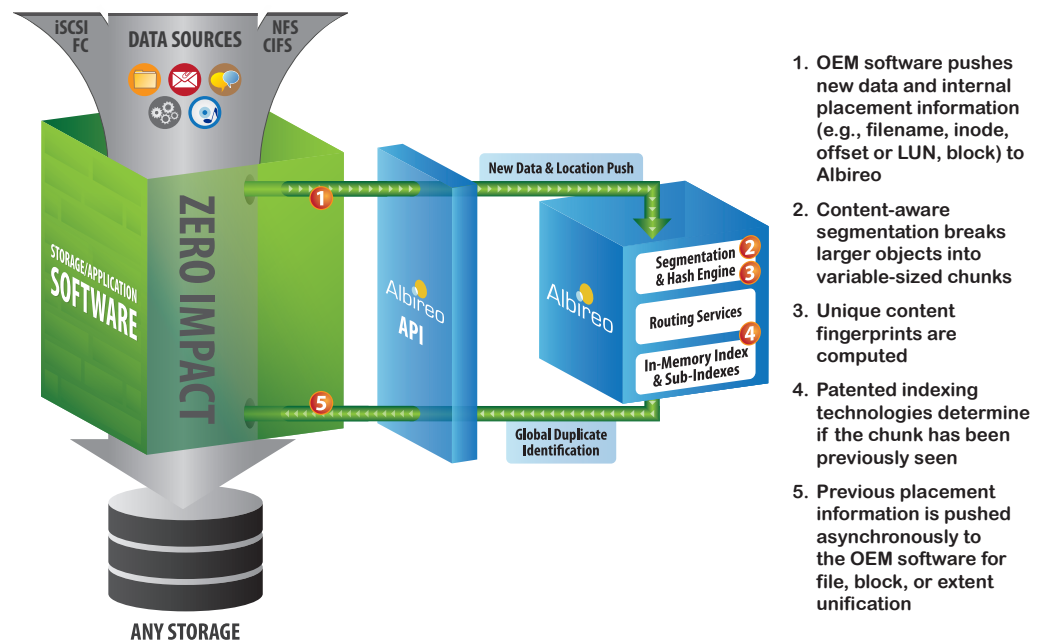 iSCSI
FC
DATA SOURCES
NFS
CIFS
STORAGE/APPLICATION
SOFTWARE
ZERO IMPACT
1
5
Albireo
API
New Data & Location Push
Global Duplicate
Identification
Albireo
Segmentation 2
& Hash Engine 3
Routing Services
4
In-Memory Index
& Sub-Indexes
ANY STORAGE
1. OEM software pushes
new data and internal
placement information
(e.g., filename, inode,
offset or LUN, block) to
Albireo
2. Content-aware
segmentation breaks
larger objects into
variable-sized chunks
3. Unique content
fingerprints are
computed
4. Patented indexing
technologies determine
if the chunk has been
previously seen
5. Previous placement
information is pushed
asynchronously to
the OEM software for
file, block, or extent
unification